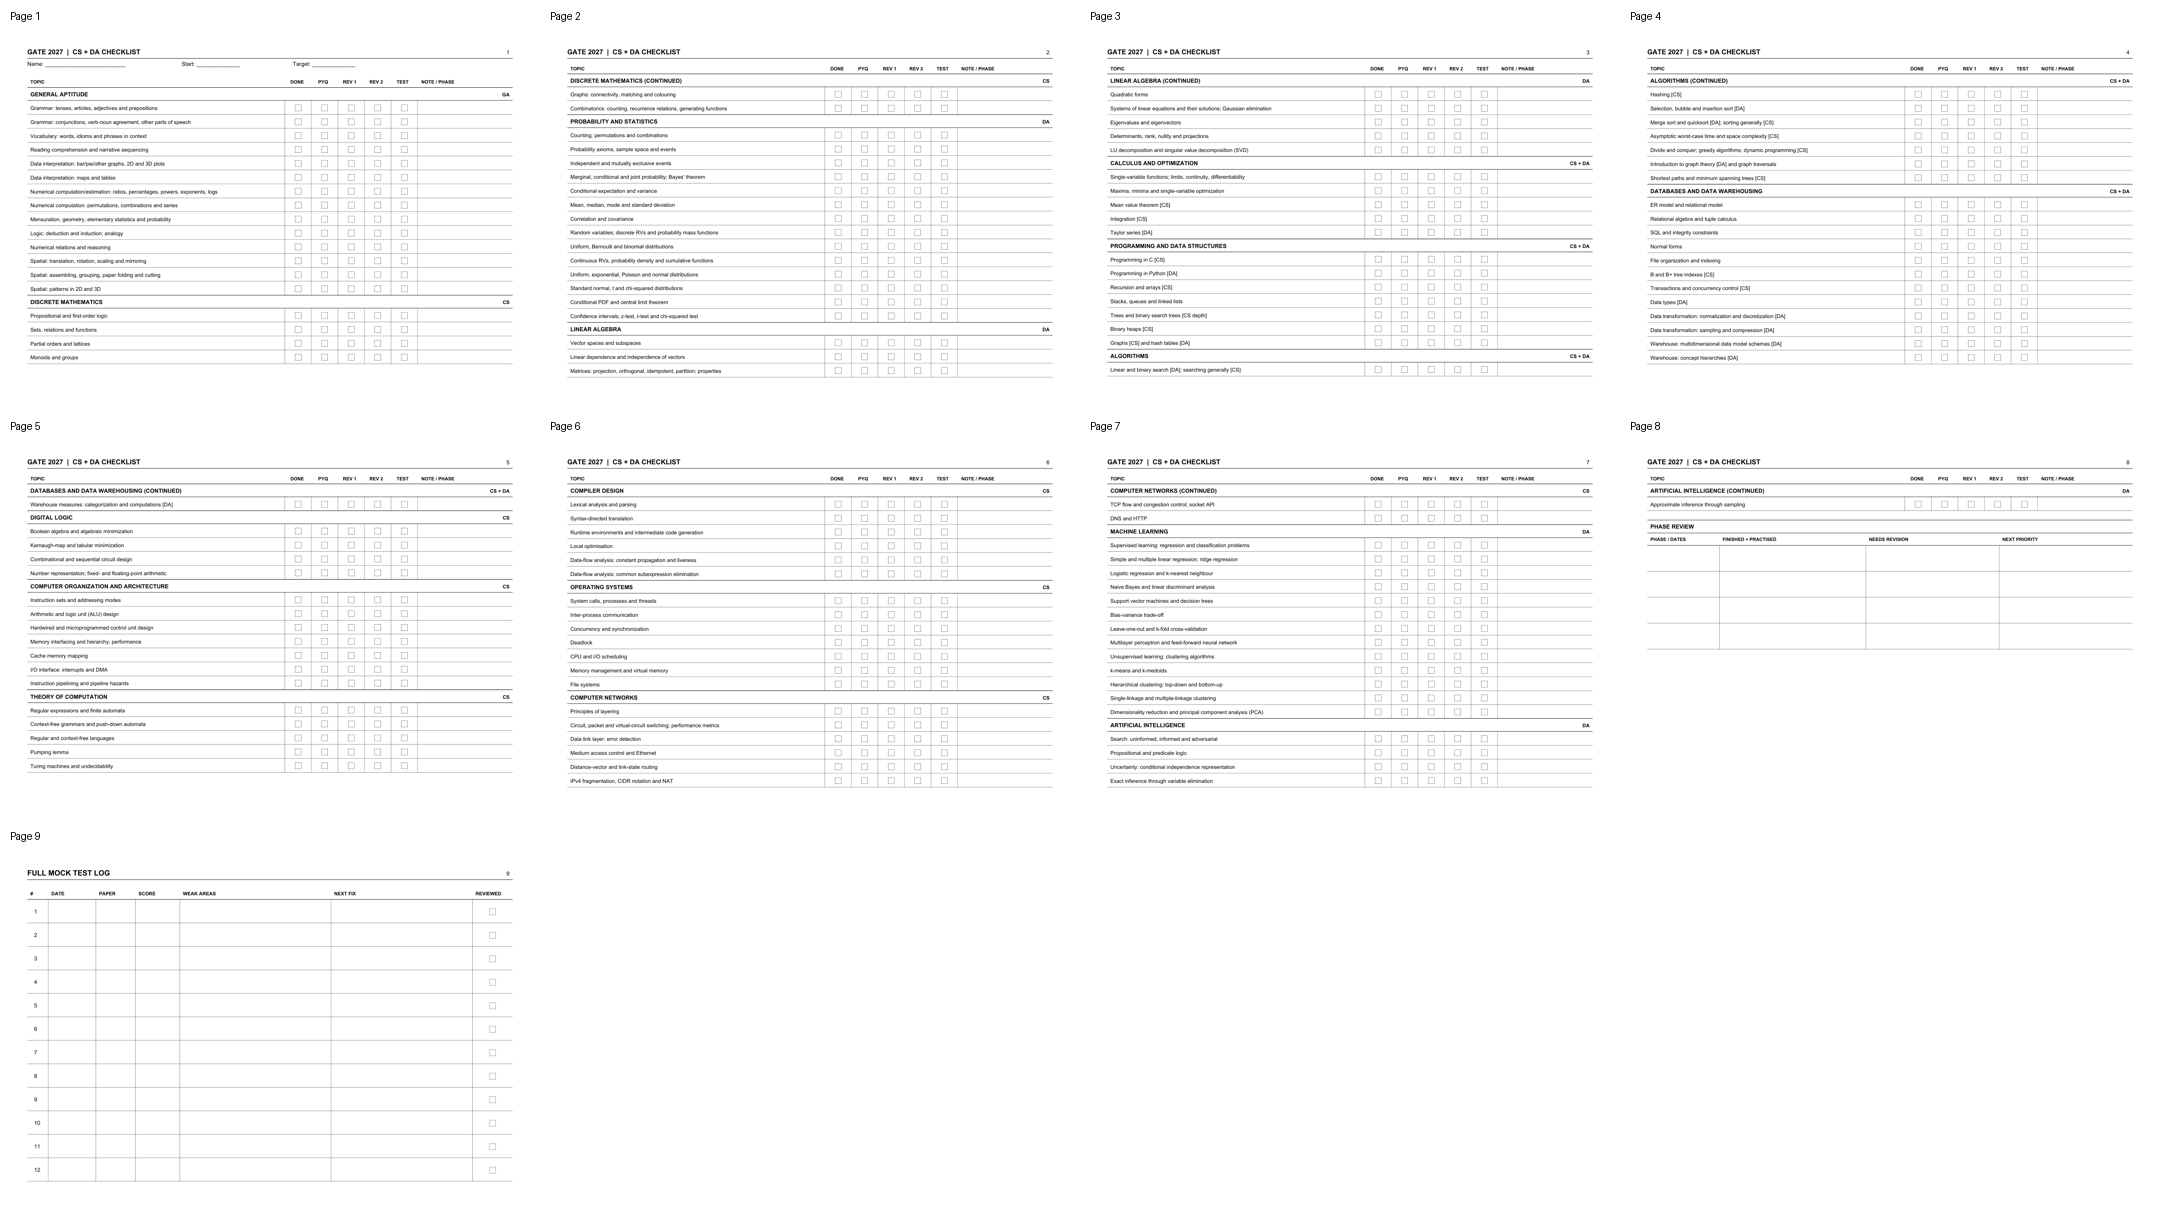 Page 1
GATE 2027 | CS + DA CHECKLIST 1
Name: Start: Target:
TOPIC DONE PYQ REV 1 REV 2 TEST NOTE / PHASE
GENERAL APTITUDE GA
Grammar: tenses, articles, adjectives and prepositions
Grammar: conjunctions, verb-noun agreement, other parts of speech
Vocabulary: words, idioms and phrases in context
Reading comprehension and narrative sequencing
Data interpretation: bar/pie/other graphs, 2D and 3D plots
Data interpretation: maps and tables
Numerical computation/estimation: ratios, percentages, powers, exponents, logs
Numerical computation: permutations, combinations and series
Mensuration, geometry, elementary statistics and probability
Logic: deduction and induction; analogy
Numerical relations and reasoning
Spatial: translation, rotation, scaling and mirroring
Spatial: assembling, grouping, paper folding and cutting
Spatial: patterns in 2D and 3D
DISCRETE MATHEMATICS CS
Propositional and first-order logic
Sets, relations and functions
Partial orders and lattices
Monoids and groups
Page 2
GATE 2027 | CS + DA CHECKLIST 2
TOPIC DONE PYQ REV 1 REV 2 TEST NOTE / PHASE
DISCRETE MATHEMATICS (CONTINUED) CS
Graphs: connectivity, matching and colouring
Combinatorics: counting, recurrence relations, generating functions
PROBABILITY AND STATISTICS DA
Counting: permutations and combinations
Probability axioms, sample space and events
Independent and mutually exclusive events
Marginal, conditional and joint probability; Bayes' theorem
Conditional expectation and variance
Mean, median, mode and standard deviation
Correlation and covariance
Random variables; discrete RVs and probability mass functions
Uniform, Bernoulli and binomial distributions
Continuous RVs, probability density and cumulative functions
Uniform, exponential, Poisson and normal distributions
Standard normal, t and chi-squared distributions
Conditional PDF and central limit theorem
Confidence intervals; z-test, t-test and chi-squared test
LINEAR ALGEBRA DA
Vector spaces and subspaces
Linear dependence and independence of vectors
Matrices: projection, orthogonal, idempotent, partition; properties
Page 3
GATE 2027 | CS + DA CHECKLIST 3
TOPIC DONE PYQ REV 1 REV 2 TEST NOTE / PHASE
LINEAR ALGEBRA (CONTINUED) DA
Quadratic forms
Systems of linear equations and their solutions; Gaussian elimination
Eigenvalues and eigenvectors
Determinants, rank, nullity and projections
LU decomposition and singular value decomposition (SVD)
CALCULUS AND OPTIMIZATION CS + DA
Single-variable functions; limits, continuity, differentiability
Maxima, minima and single-variable optimization
Mean value theorem [CS]
Integration [CS]
Taylor series [DA]
PROGRAMMING AND DATA STRUCTURES CS + DA
Programming in C [CS]
Programming in Python [DA]
Recursion and arrays [CS]
Stacks, queues and linked lists
Trees and binary search trees [CS depth]
Binary heaps [CS]
Graphs [CS] and hash tables [DA]
ALGORITHMS CS + DA
Linear and binary search [DA]; searching generally [CS]
Page 4
GATE 2027 | CS + DA CHECKLIST 4
TOPIC DONE PYQ REV 1 REV 2 TEST NOTE / PHASE
ALGORITHMS (CONTINUED) CS + DA
Hashing [CS]
Selection, bubble and insertion sort [DA]
Merge sort and quicksort [DA]; sorting generally [CS]
Asymptotic worst-case time and space complexity [CS]
Divide and conquer; greedy algorithms; dynamic programming [CS]
Introduction to graph theory [DA] and graph traversals
Shortest paths and minimum spanning trees [CS]
DATABASES AND DATA WAREHOUSING CS + DA
ER model and relational model
Relational algebra and tuple calculus
SQL and integrity constraints
Normal forms
File organization and indexing
B and B+ tree indexes [CS]
Transactions and concurrency control [CS]
Data types [DA]
Data transformation: normalization and discretization [DA]
Data transformation: sampling and compression [DA]
Warehouse: multidimensional data model schemas [DA]
Warehouse: concept hierarchies [DA]
Page 5
GATE 2027 | CS + DA CHECKLIST 5
TOPIC DONE PYQ REV 1 REV 2 TEST NOTE / PHASE
DATABASES AND DATA WAREHOUSING (CONTINUED) CS + DA
Warehouse measures: categorization and computations [DA]
DIGITAL LOGIC CS
Boolean algebra and algebraic minimization
Karnaugh-map and tabular minimization
Combinational and sequential circuit design
Number representation; fixed- and floating-point arithmetic
COMPUTER ORGANIZATION AND ARCHITECTURE CS
Instruction sets and addressing modes
Arithmetic and logic unit (ALU) design
Hardwired and microprogrammed control unit design
Memory interfacing and hierarchy; performance
Cache memory mapping
I/O interface: interrupts and DMA
Instruction pipelining and pipeline hazards
THEORY OF COMPUTATION CS
Regular expressions and finite automata
Context-free grammars and push-down automata
Regular and context-free languages
Pumping lemma
Turing machines and undecidability
Page 6
GATE 2027 | CS + DA CHECKLIST 6
TOPIC DONE PYQ REV 1 REV 2 TEST NOTE / PHASE
COMPILER DESIGN CS
Lexical analysis and parsing
Syntax-directed translation
Runtime environments and intermediate code generation
Local optimisation
Data-flow analysis: constant propagation and liveness
Data-flow analysis: common subexpression elimination
OPERATING SYSTEMS CS
System calls, processes and threads
Inter-process communication
Concurrency and synchronization
Deadlock
CPU and I/O scheduling
Memory management and virtual memory
File systems
COMPUTER NETWORKS CS
Principles of layering
Circuit, packet and virtual-circuit switching; performance metrics
Data link layer: error detection
Medium access control and Ethernet
Distance-vector and link-state routing
IPv4 fragmentation, CIDR notation and NAT
Page 7
GATE 2027 | CS + DA CHECKLIST 7
TOPIC DONE PYQ REV 1 REV 2 TEST NOTE / PHASE
COMPUTER NETWORKS (CONTINUED) CS
TCP flow and congestion control; socket API
DNS and HTTP
MACHINE LEARNING DA
Supervised learning: regression and classification problems
Simple and multiple linear regression; ridge regression
Logistic regression and k-nearest neighbour
Naive Bayes and linear discriminant analysis
Support vector machines and decision trees
Bias-variance trade-off
Leave-one-out and k-fold cross-validation
Multilayer perceptron and feed-forward neural network
Unsupervised learning: clustering algorithms
k-means and k-medoids
Hierarchical clustering: top-down and bottom-up
Single-linkage and multiple-linkage clustering
Dimensionality reduction and principal component analysis (PCA)
ARTIFICIAL INTELLIGENCE DA
Search: uninformed, informed and adversarial
Propositional and predicate logic
Uncertainty: conditional independence representation
Exact inference through variable elimination
Page 8
GATE 2027 | CS + DA CHECKLIST 8
TOPIC DONE PYQ REV 1 REV 2 TEST NOTE / PHASE
ARTIFICIAL INTELLIGENCE (CONTINUED) DA
Approximate inference through sampling
PHASE REVIEW
PHASE / DATES FINISHED + PRACTISED NEEDS REVISION NEXT PRIORITY
Page 9
FULL MOCK TEST LOG 9
# DATE PAPER SCORE WEAK AREAS NEXT FIX REVIEWED
1
2
3
4
5
6
7
8
9
10
11
12